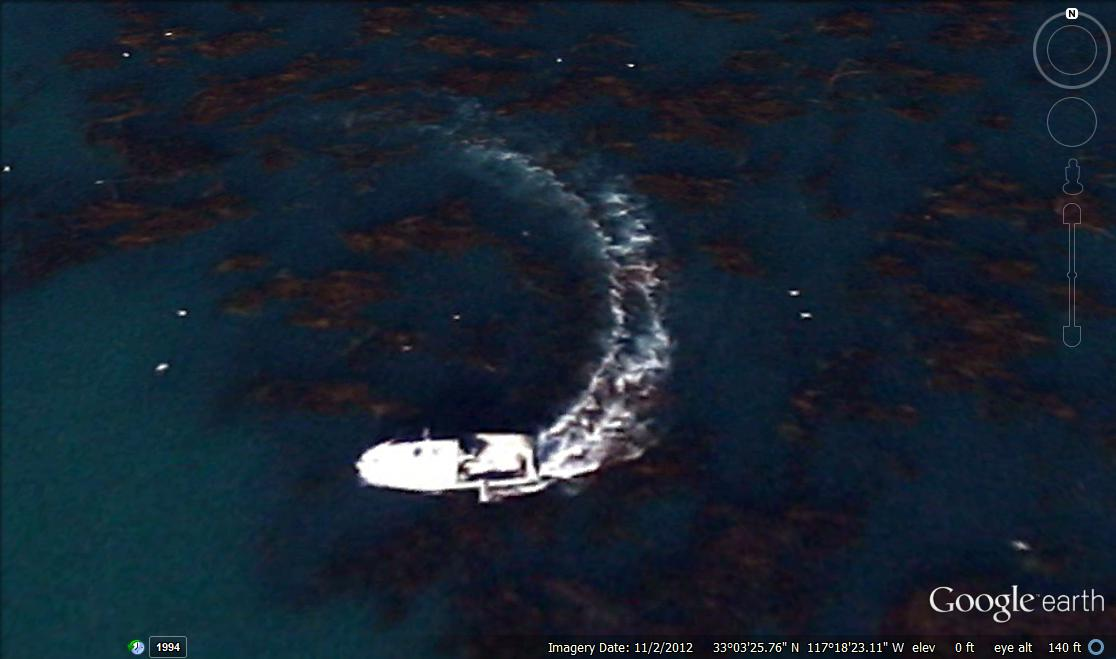 N
Google earth
1994
Imagery Date: 11/2/2012 33°03'25.76" N 117°18'23.11" W elev 0 ft eye alt 140 ft